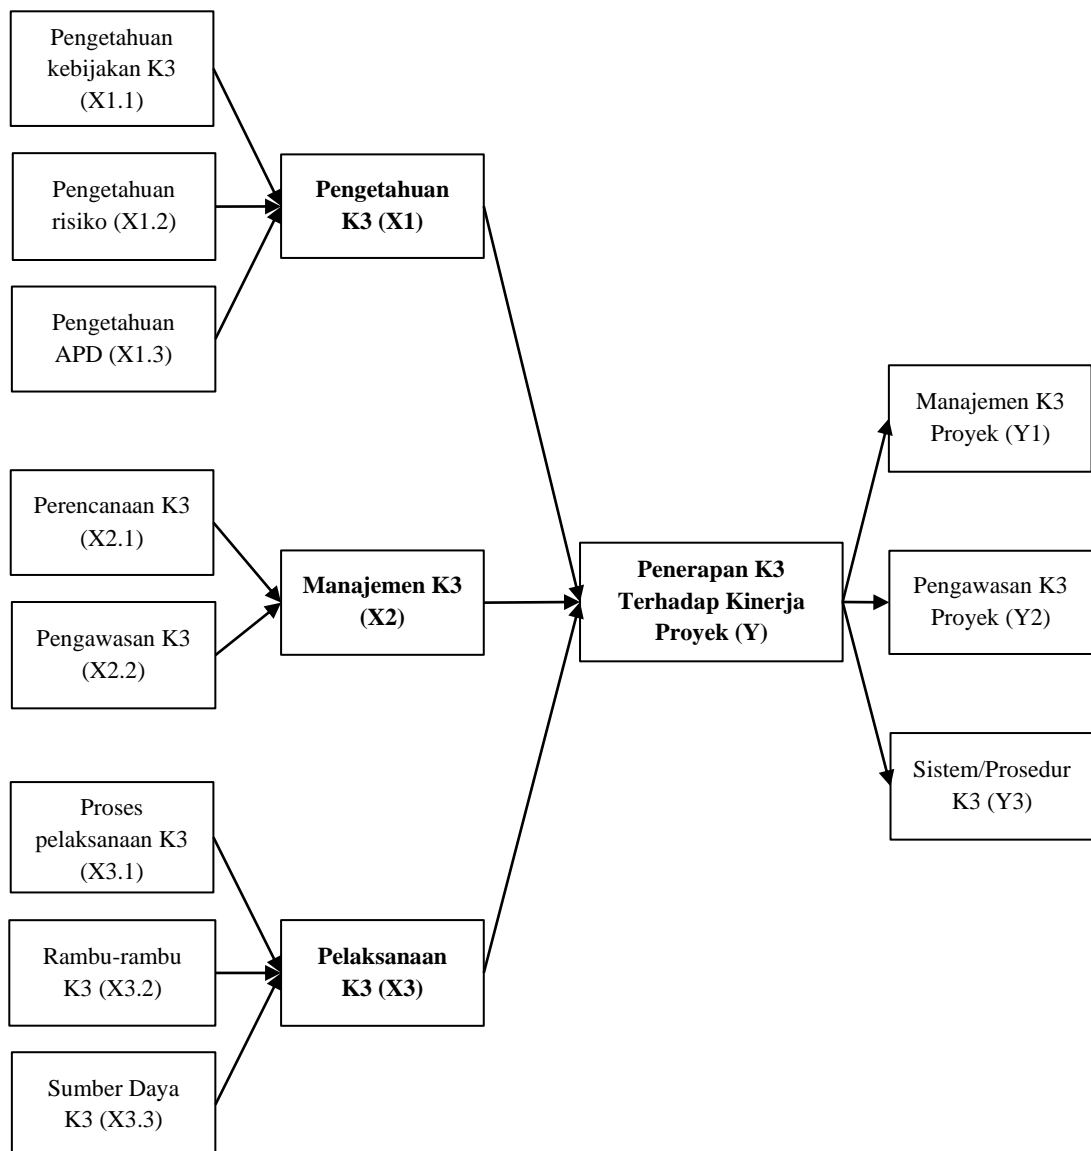 Pengetahuan
kebijakan K3
(X1.1)
Pengetahuan
risiko (X1.2)
Pengetahuan
APD (X1.3)
Pengetahuan
K3 (X1)
Perencanaan K3
(X2.1)
Pengawasan K3
(X2.2)
Manajemen K3
(X2)
Proses
pelaksanaan K3
(X3.1)
Rambu-rambu
K3 (X3.2)
Sumber Daya
K3 (X3.3)
Pelaksanaan
K3 (X3)
Penerapan K3
Terhadap Kinerja
Proyek (Y)
Manajemen K3
Proyek (Y1)
Pengawasan K3
Proyek (Y2)
Sistem/Prosedur
K3 (Y3)